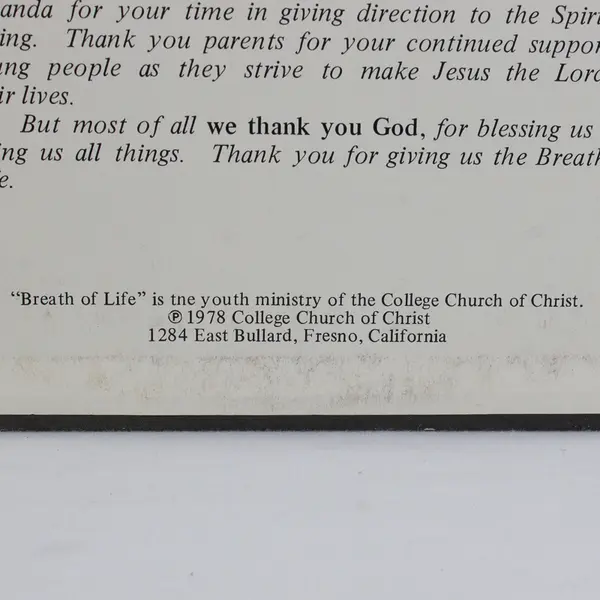 anda for your time in giving direction to the Spiri
ing. Thank you parents for your continued suppor
ung people as they strive to make Jesus the Lord
ir lives.
But most of all we thank you God, for blessing us
ing us all things. Thank you for giving us the Breath
e.
"Breath of Life" is tne youth ministry of the College Church of Christ.
℗ 1978 College Church of Christ
1284 East Bullard, Fresno, California